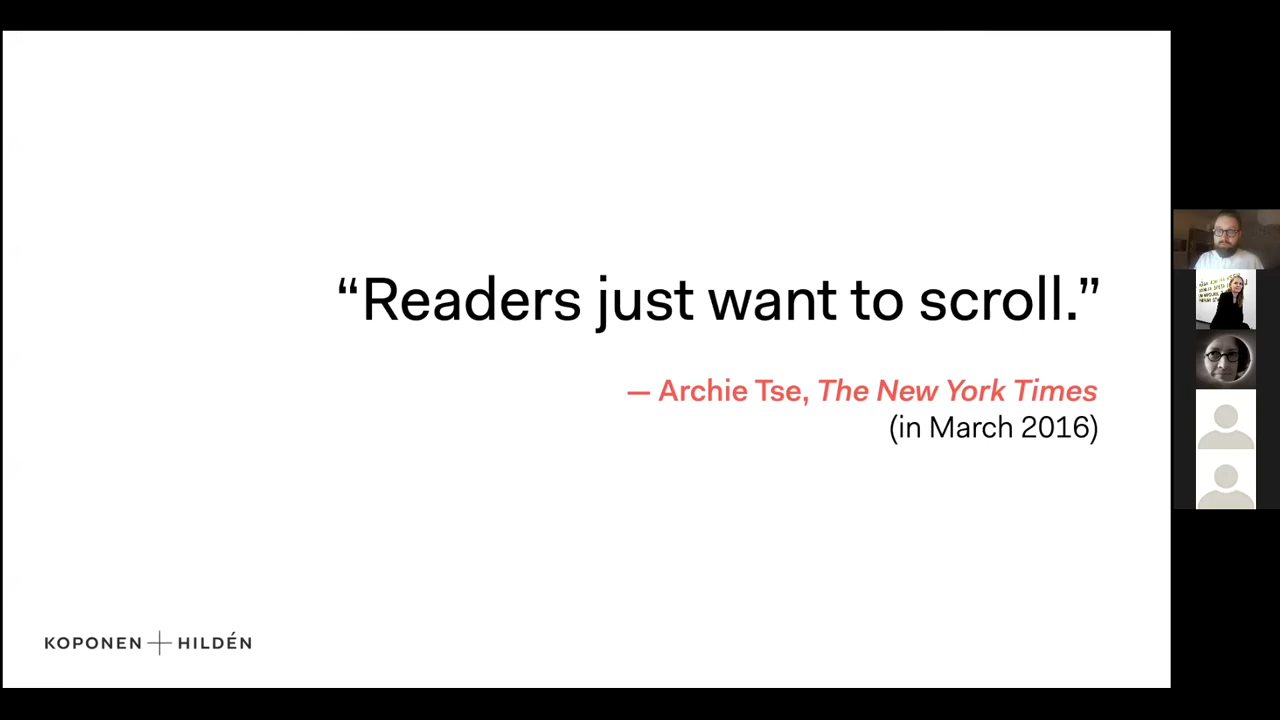 “Readers just want to scroll.”
— Archie Tse, The New York Times
(in March 2016)
KOPONEN + HILDÉN